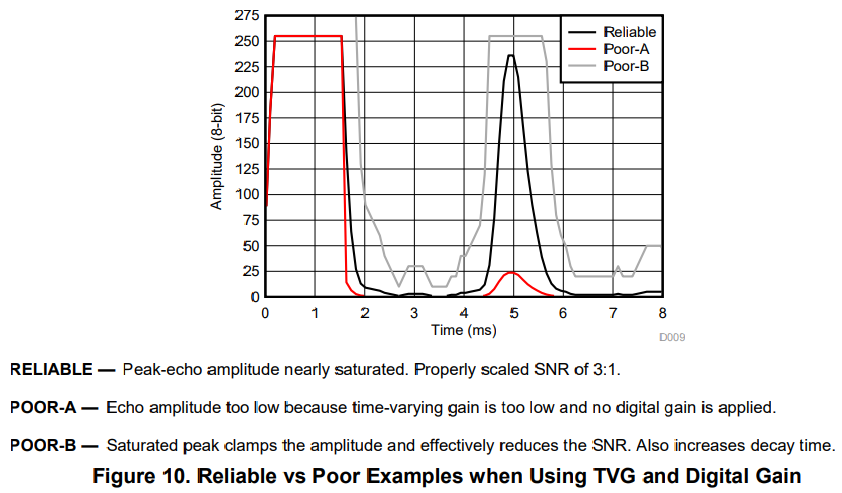 275
250
225
200
175
150
125
100
75
50
25
0
Amplitude (8-bit)
Reliable
Poor-A
Poor-B
0 1 2 3 4 5 6 7 8
Time (ms)
D009
RELIABLE — Peak-echo amplitude nearly saturated. Properly scaled SNR of 3:1.
POOR-A — Echo amplitude too low because time-varying gain is too low and no digital gain is applied.
POOR-B — Saturated peak clamps the amplitude and effectively reduces the SNR. Also increases decay time.
Figure 10. Reliable vs Poor Examples when Using TVG and Digital Gain